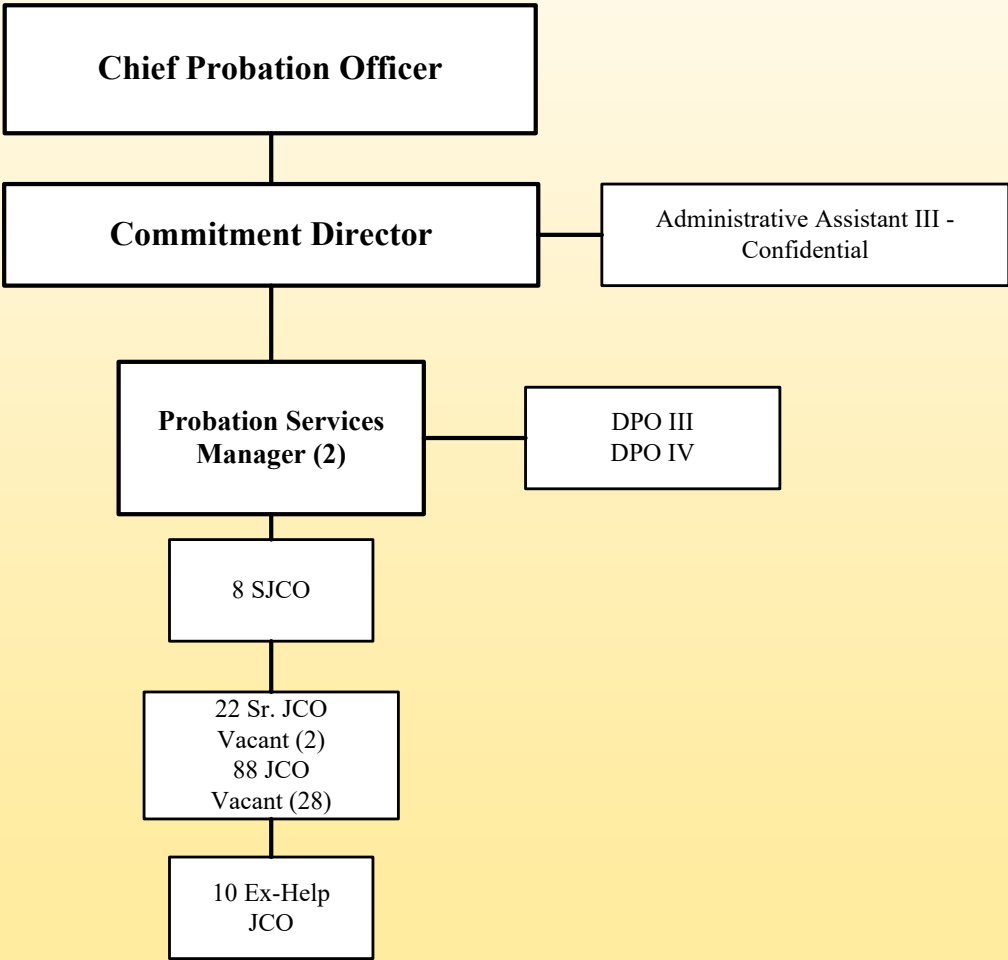 Chief Probation Officer
Commitment Director
Administrative Assistant III -
Confidential
Probation Services
Manager (2)
DPO III
DPO IV
8 SJCO
22 Sr. JCO
Vacant (2)
88 JCO
Vacant (28)
10 Ex-Help
JCO